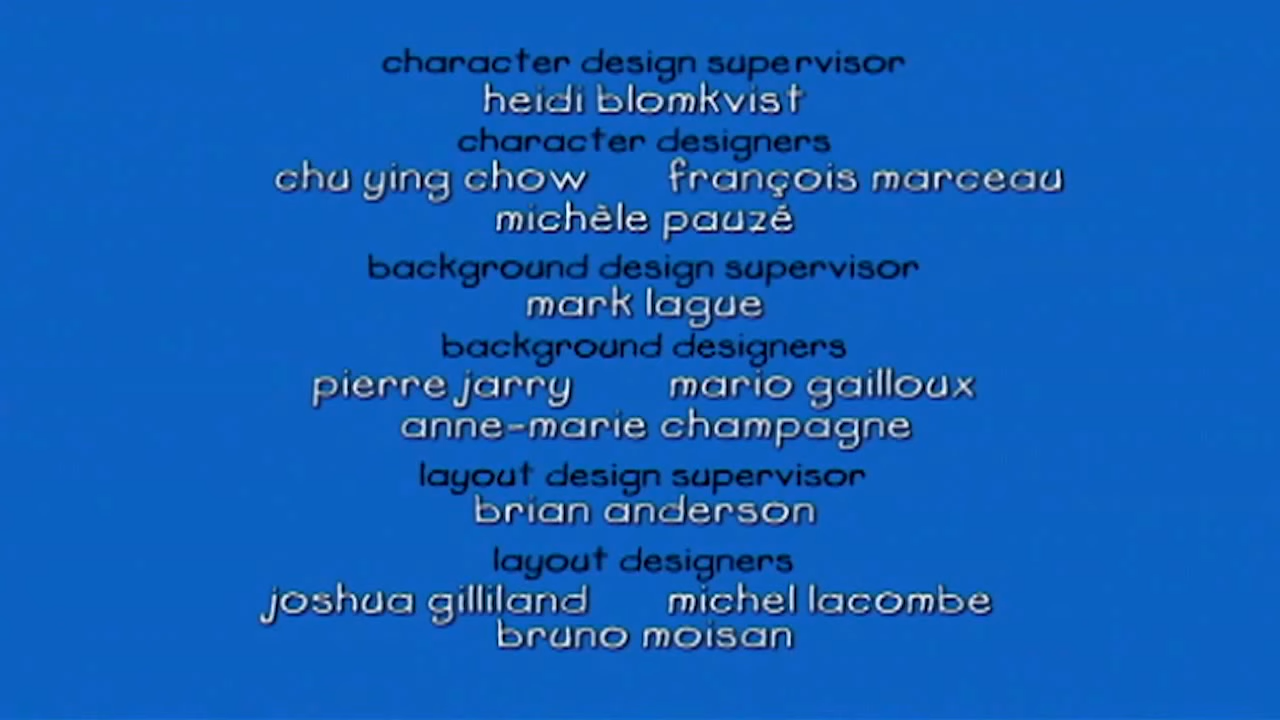 character design supervisor
heidi blomkvist
character designers
chu ying chow françois marceau
michèle pauzé
background design supervisor
mark lague
background designers
pierre jarry mario gailloux
anne-marie champagne
layout design supervisor
brian anderson
layout designers
joshua gilliland michel lacombe
bruno moisan